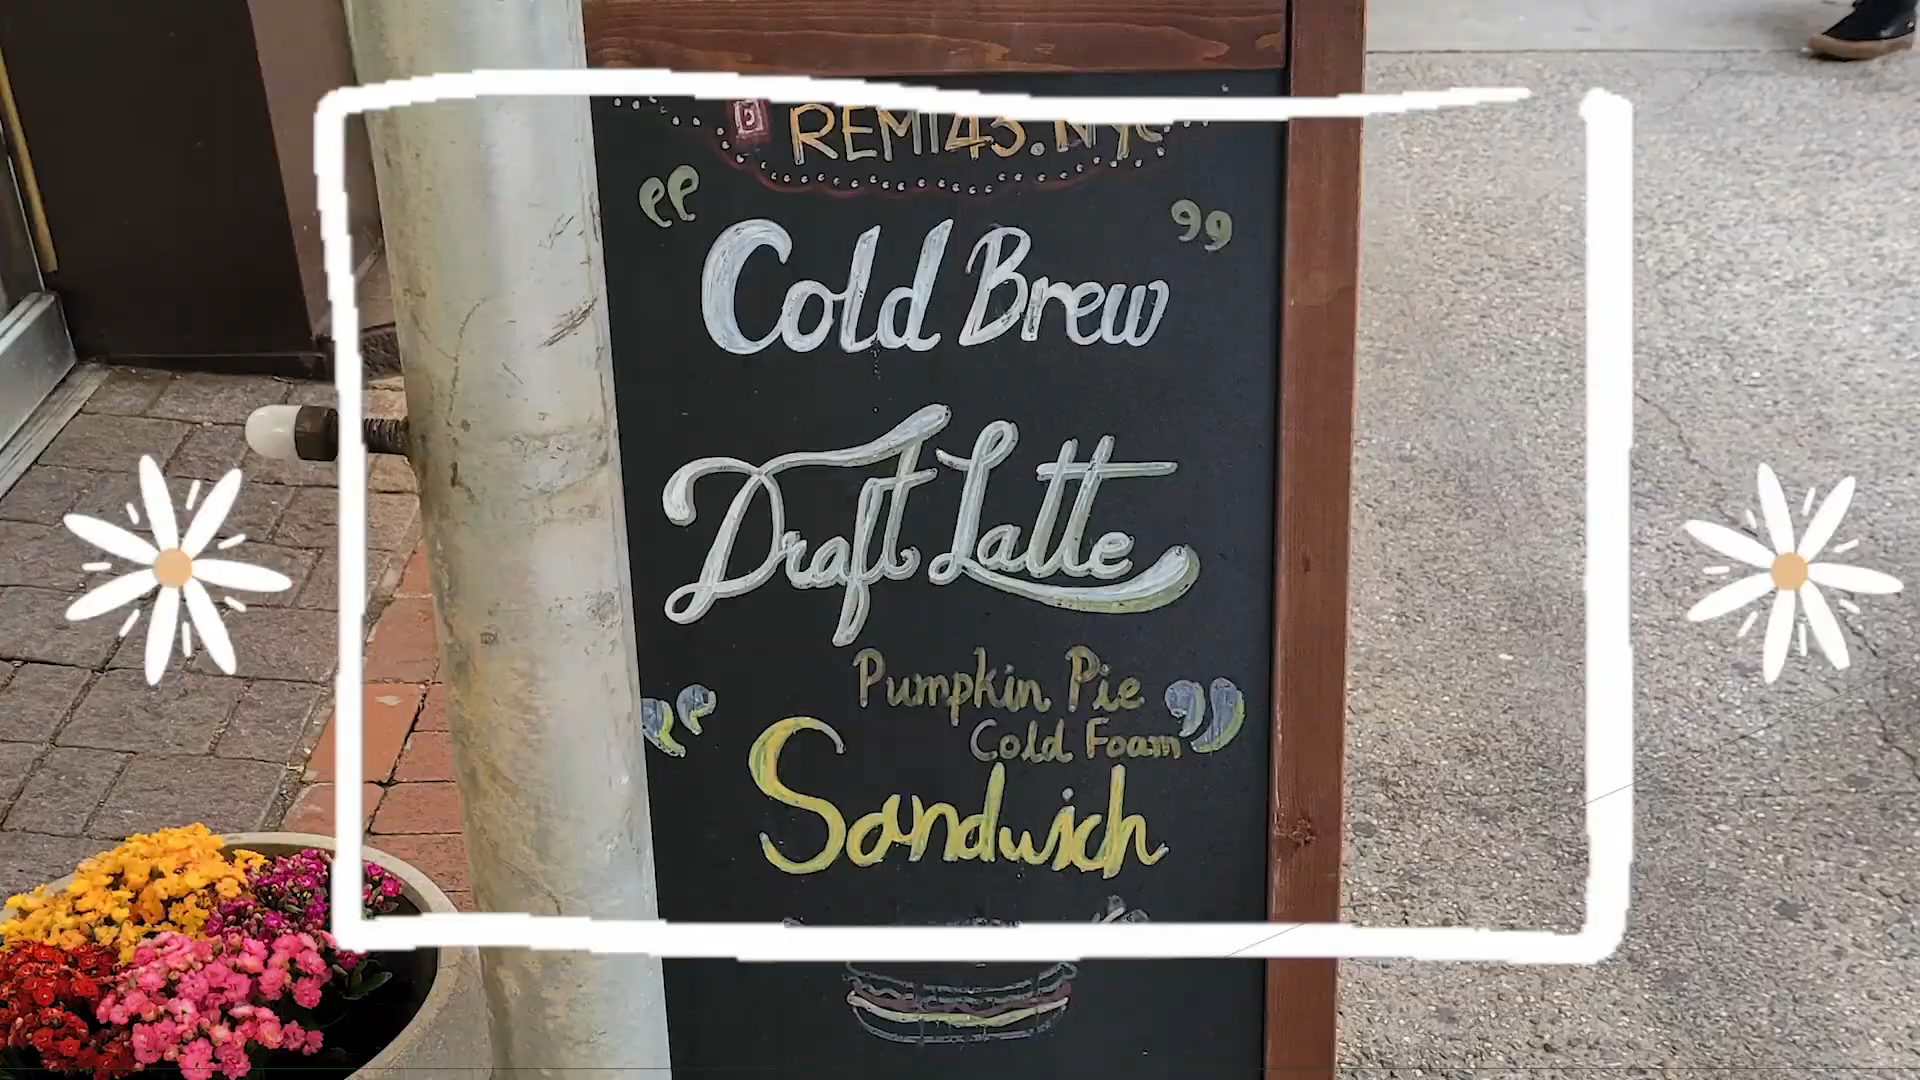 REMI43.NYC
“ ”
Cold Brew
Draft Latte
Pumpkin Pie
Cold Foam
“ ”
Sandwich